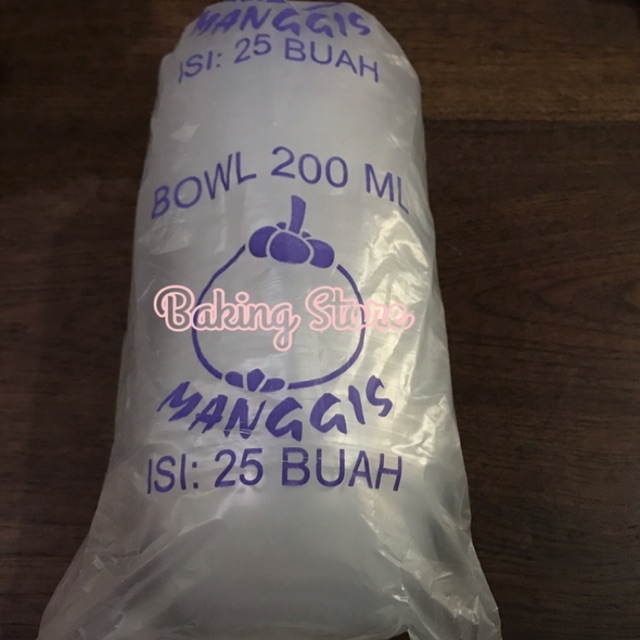 MANGGIS
ISI: 25 BUAH
BOWL 200 ML
Baking Store
MANGGIS
ISI: 25 BUAH